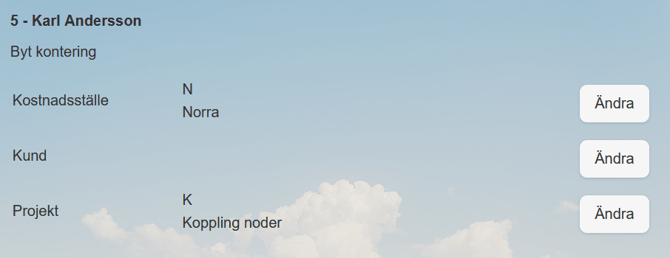 5 - Karl Andersson
Byt kontering
Kostnadsställe
N
Norra
Ändra
Kund
Ändra
Projekt
K
Koppling noder
Ändra